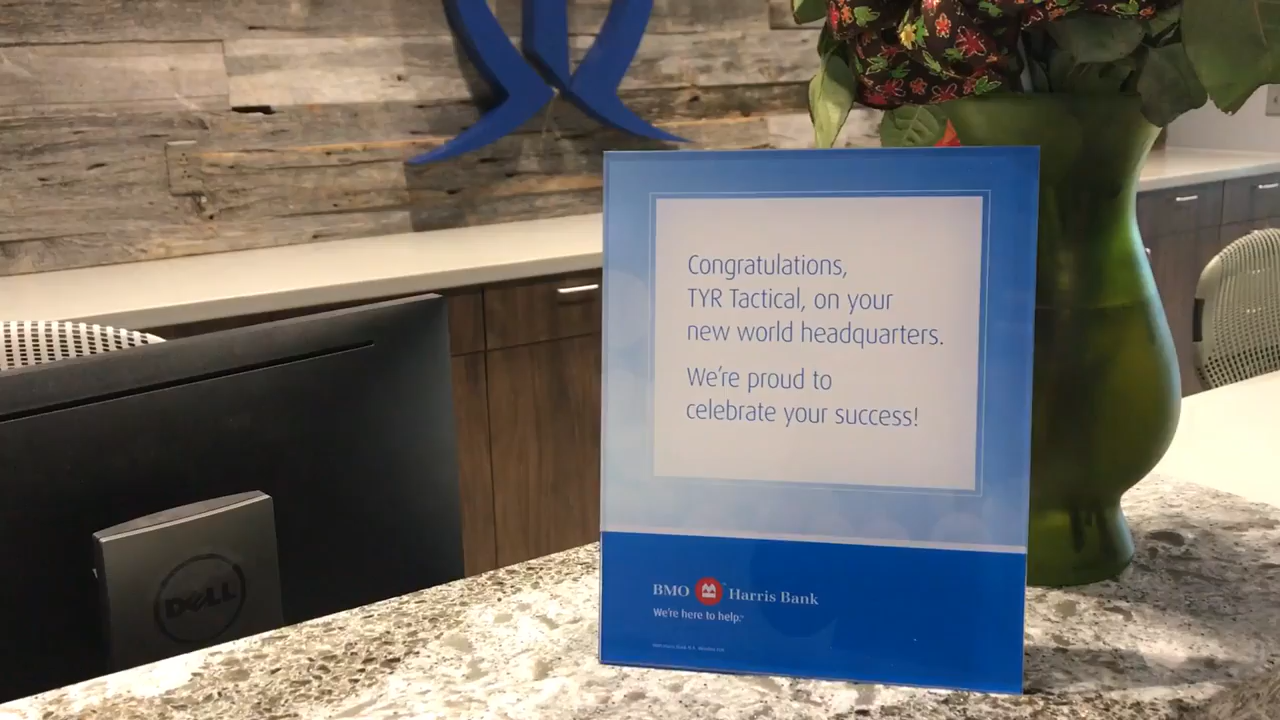 Congratulations,
TYR Tactical, on your
new world headquarters.
We're proud to
celebrate your success!
BMO Harris Bank
We're here to help.
DELL